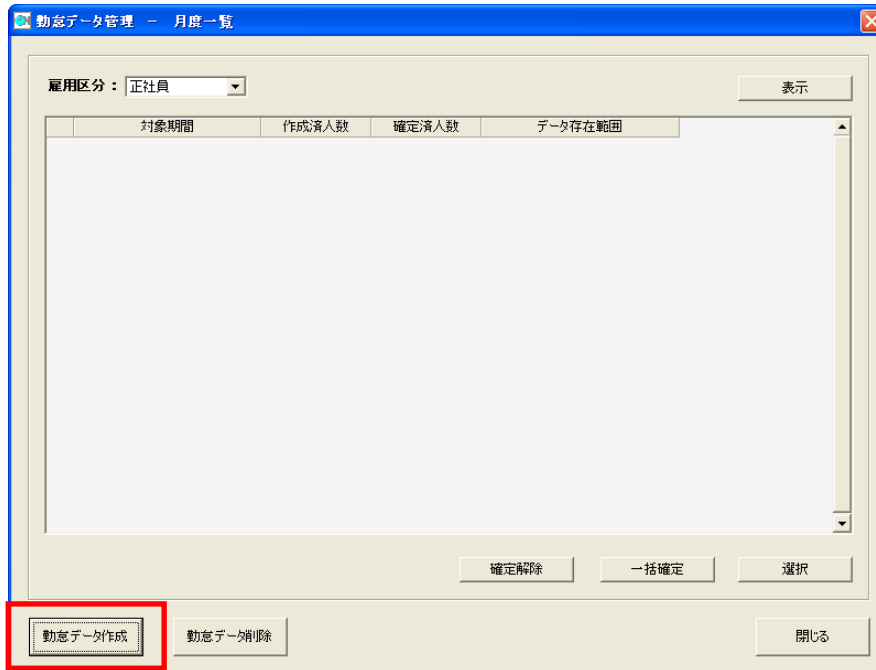 勤怠データ管理 － 月度一覧
雇用区分： 正社員
表示
対象期間 作成済人数 確定済人数 データ存在範囲
確定解除 一括確定 選択
勤怠データ作成 勤怠データ削除 閉じる